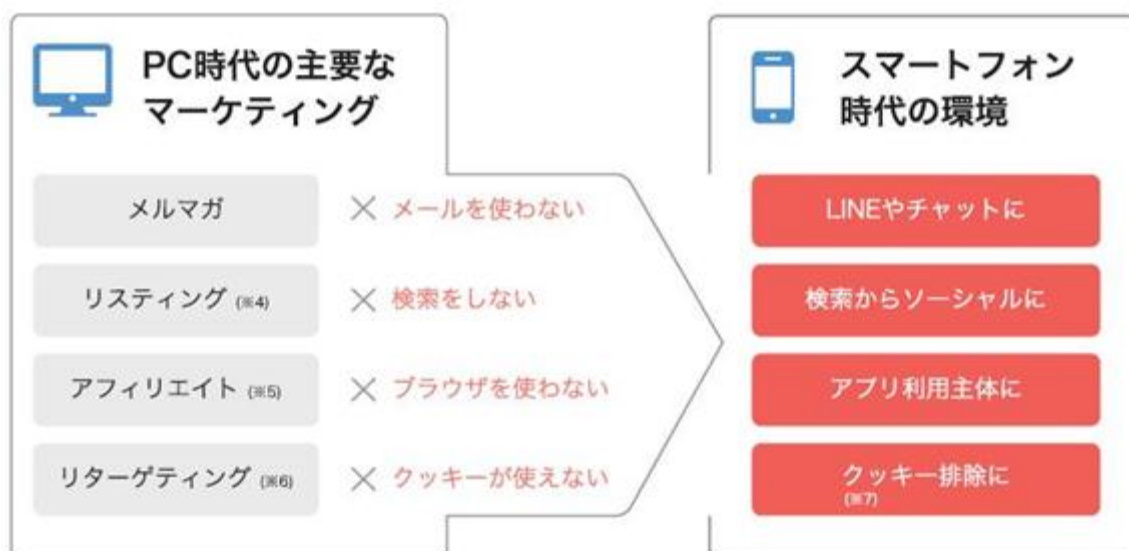 PC時代の主要な
マーケティング
メルマガ
× メールを使わない
リスティング (※4)
× 検索をしない
アフィリエイト (※5)
× ブラウザを使わない
リターゲティング (※6)
× クッキーが使えない
スマートフォン
時代の環境
LINEやチャットに
検索からソーシャルに
アプリ利用主体に
クッキー排除に
(※7)